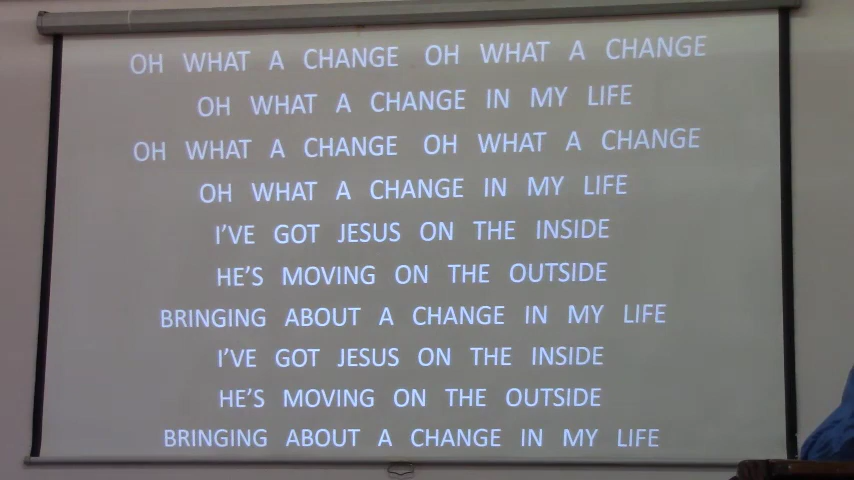 OH WHAT A CHANGE OH WHAT A CHANGE
OH WHAT A CHANGE IN MY LIFE
OH WHAT A CHANGE OH WHAT A CHANGE
OH WHAT A CHANGE IN MY LIFE
I'VE GOT JESUS ON THE INSIDE
HE'S MOVING ON THE OUTSIDE
BRINGING ABOUT A CHANGE IN MY LIFE
I'VE GOT JESUS ON THE INSIDE
HE'S MOVING ON THE OUTSIDE
BRINGING ABOUT A CHANGE IN MY LIFE